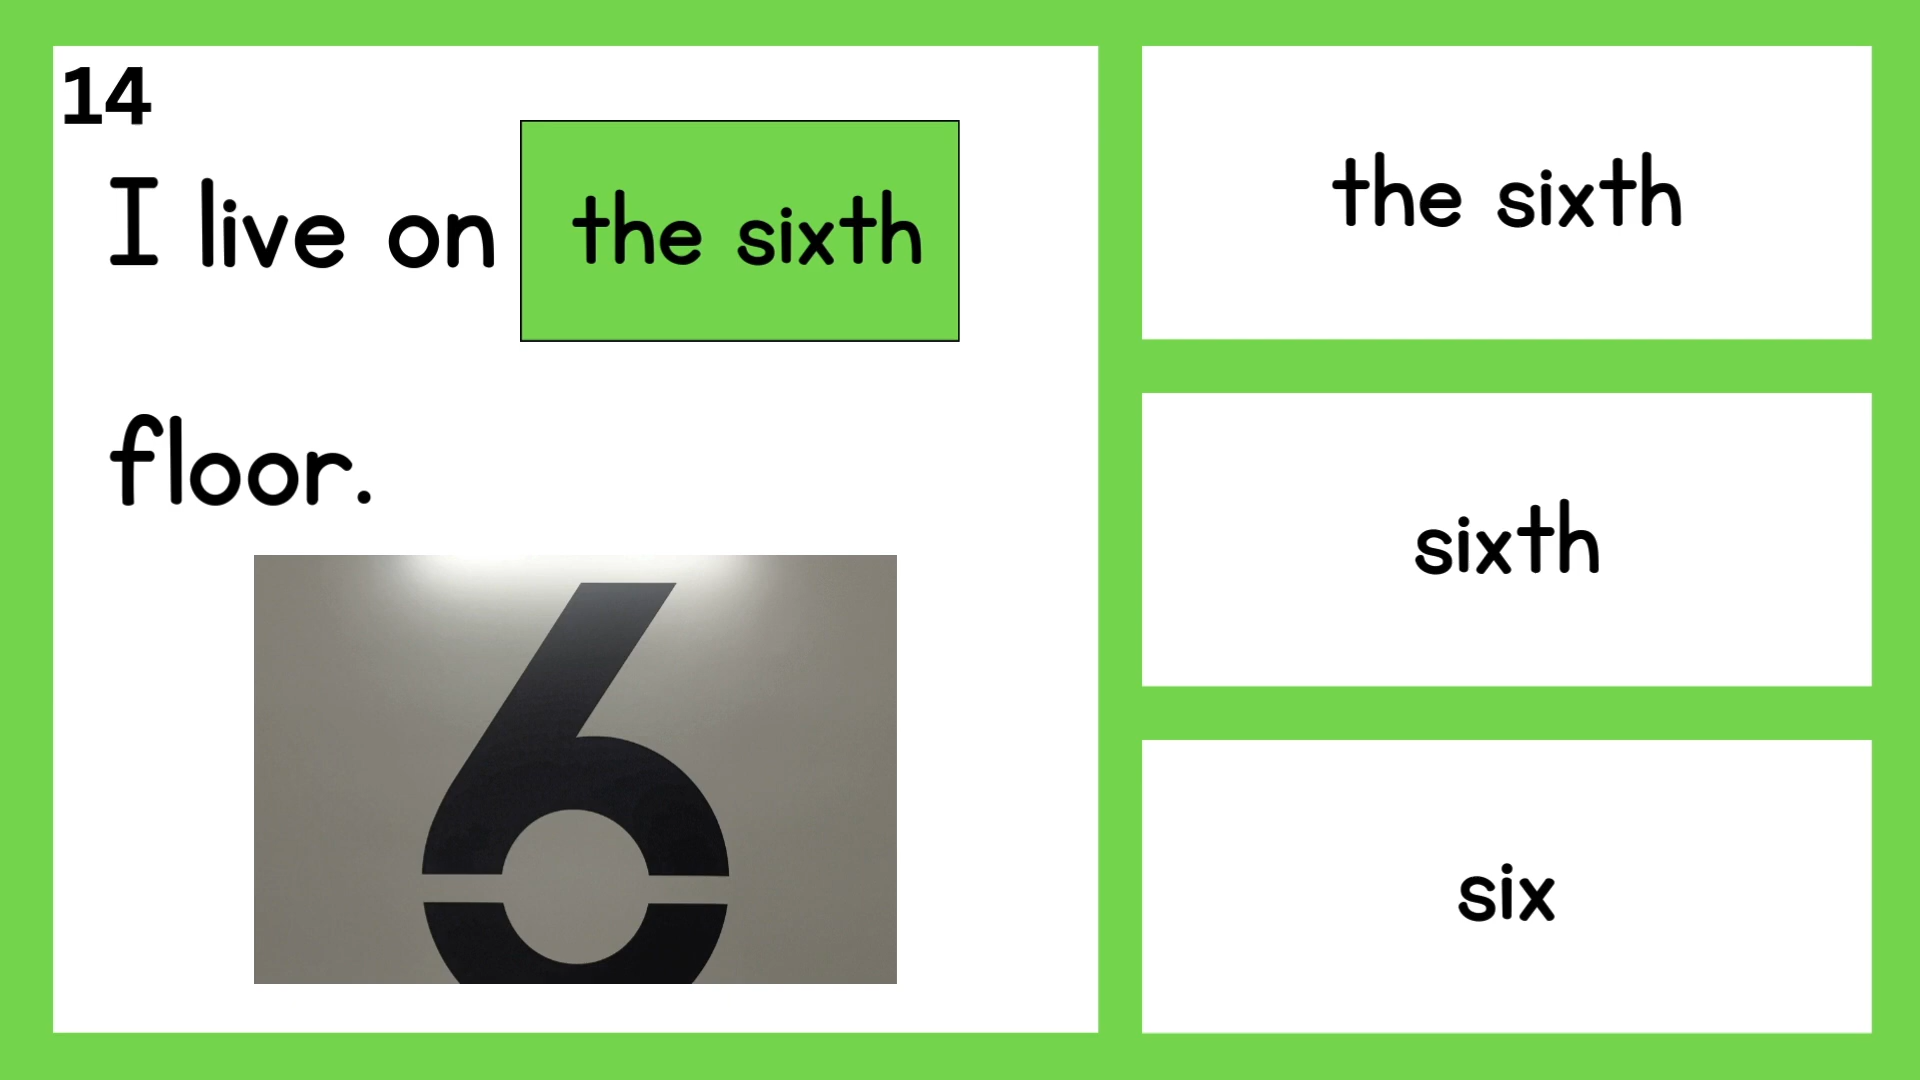 14
I live on the sixth
floor.
6
the sixth
sixth
six